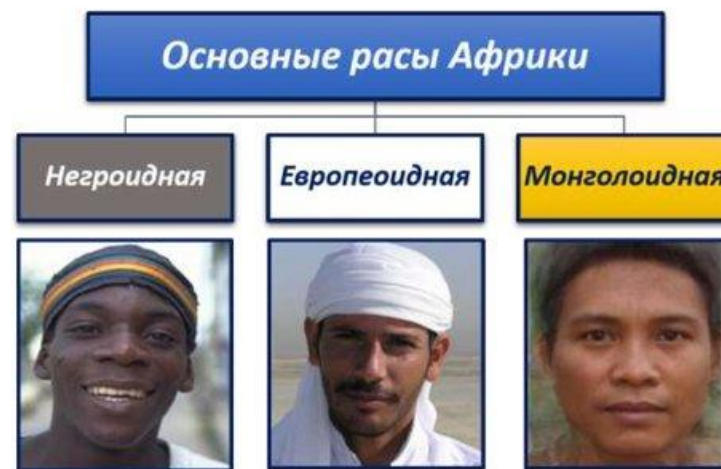 Основные расы Африки
Негроидная
Европеоидная
Монголоидная